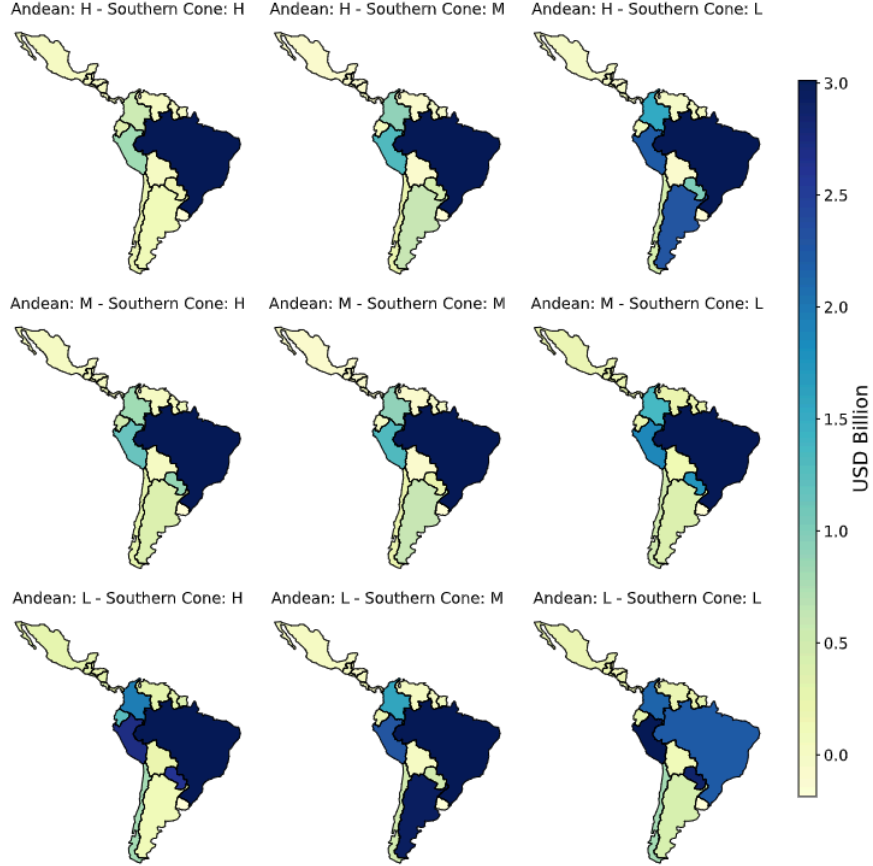 Andean: H - Southern Cone: H
Andean: H - Southern Cone: M
Andean: H - Southern Cone: L
Andean: M - Southern Cone: H
Andean: M - Southern Cone: M
Andean: M - Southern Cone: L
Andean: L - Southern Cone: H
Andean: L - Southern Cone: M
Andean: L - Southern Cone: L
3.0
2.5
2.0
1.5
1.0
0.5
0.0
USD Billion